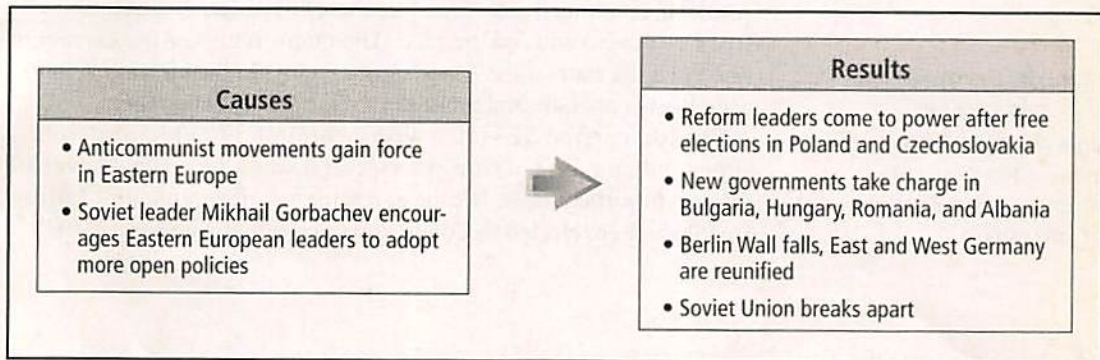 Causes
• Anticommunist movements gain force
in Eastern Europe
• Soviet leader Mikhail Gorbachev encour-
ages Eastern European leaders to adopt
more open policies
Results
• Reform leaders come to power after free
elections in Poland and Czechoslovakia
• New governments take charge in
Bulgaria, Hungary, Romania, and Albania
• Berlin Wall falls, East and West Germany
are reunified
• Soviet Union breaks apart